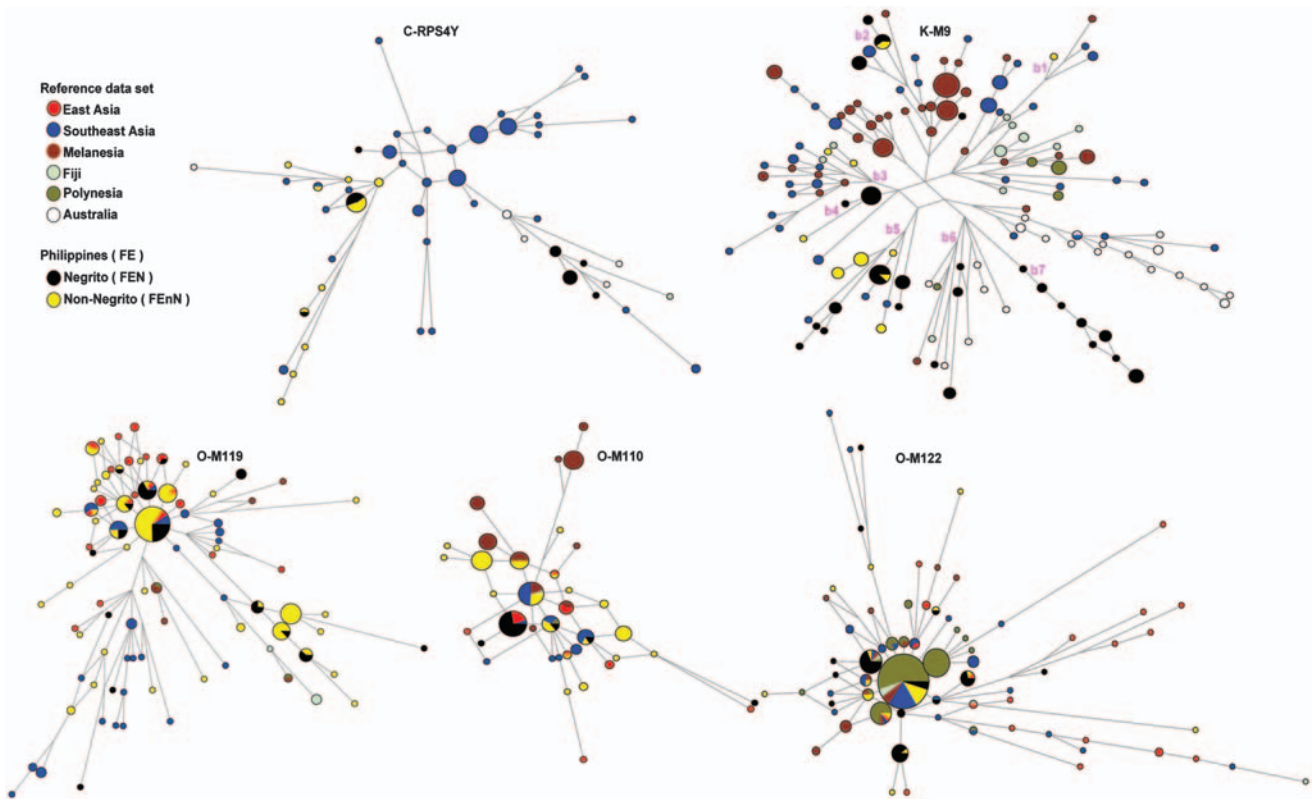 C-RPS4Y
K-M9
b2
b1
Reference data set
East Asia
Southeast Asia
Melanesia
Fiji
Polynesia
Australia
b3
b4
b5
b6
b7
Philippines ( FE )
Negrito ( FEN )
Non-Negrito ( FEnN )
O-M119
O-M110
O-M122